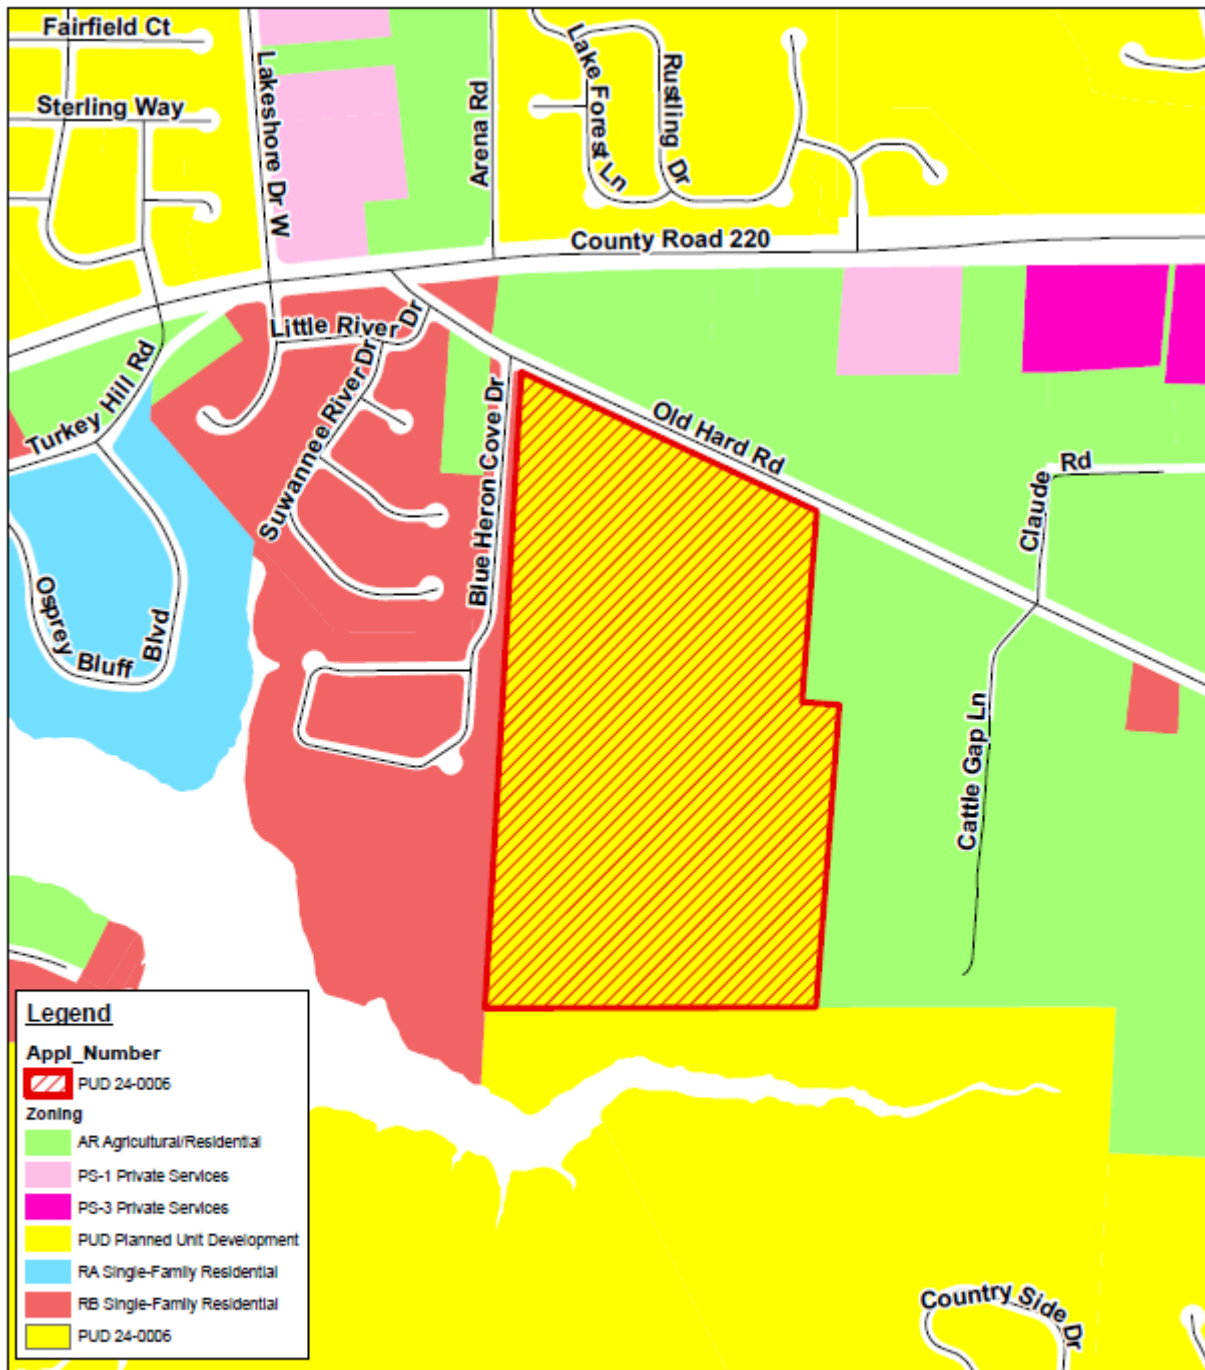 Fairfield Ct
Sterling Way
Lakeshore Dr W
Arena Rd
Lake Forest Ln
Rustling Dr
County Road 220
Little River Dr
Turkey Hill Rd
Suwannee River Dr
Blue Heron Cove Dr
Old Hard Rd
Claude Rd
Osprey Bluff Blvd
Cattle Gap Ln
Country Side Dr
Legend
Appl_Number
PUD 24-0006
Zoning
AR Agricultural/Residential
PS-1 Private Services
PS-3 Private Services
PUD Planned Unit Development
RA Single-Family Residential
RB Single-Family Residential
PUD 24-0006